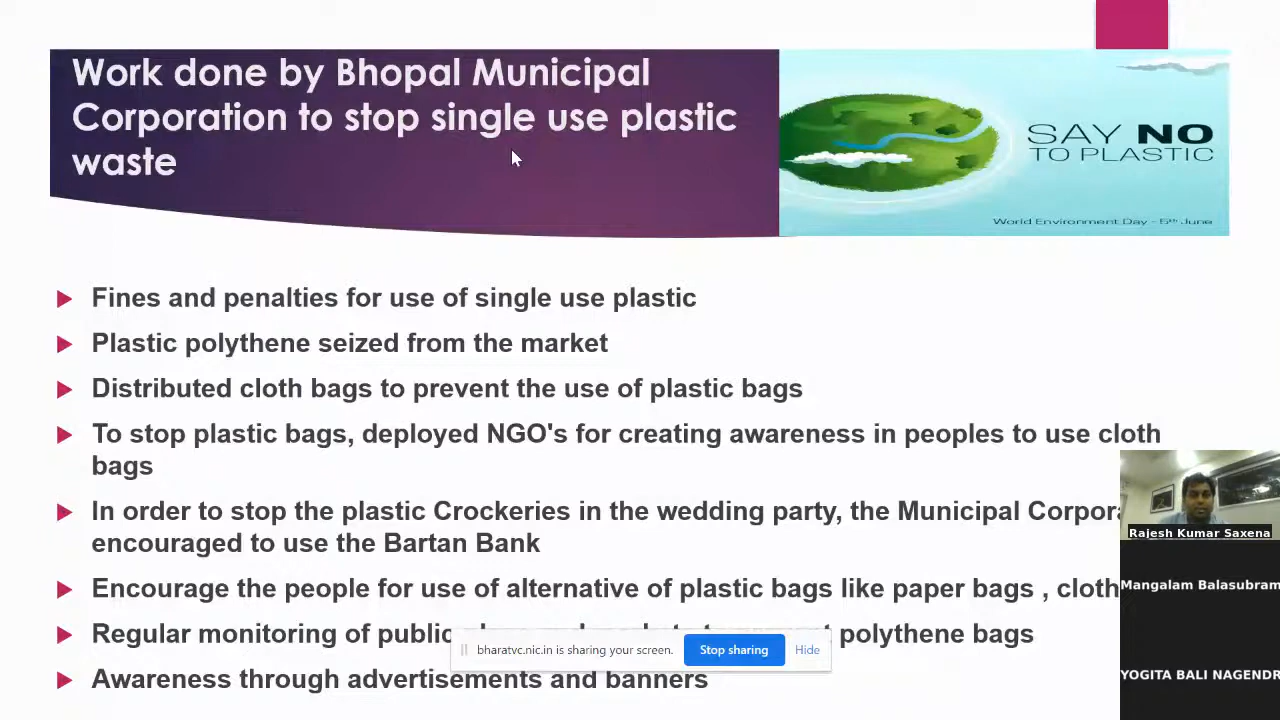 Work done by Bhopal Municipal
Corporation to stop single use plastic
waste
SAY NO
TO PLASTIC
World Environment Day - 5th June
Fines and penalties for use of single use plastic
Plastic polythene seized from the market
Distributed cloth bags to prevent the use of plastic bags
To stop plastic bags, deployed NGO's for creating awareness in peoples to use cloth
bags
In order to stop the plastic Crockeries in the wedding party, the Municipal Corpora
encouraged to use the Bartan Bank
Encourage the people for use of alternative of plastic bags like paper bags , cloth
Regular monitoring of public polythene bags
Awareness through advertisements and banners
bharatvc.nic.in is sharing your screen.
Stop sharing
Hide
Rajesh Kumar Saxena
Mangalam Balasubram
YOGITA BALI NAGENDR